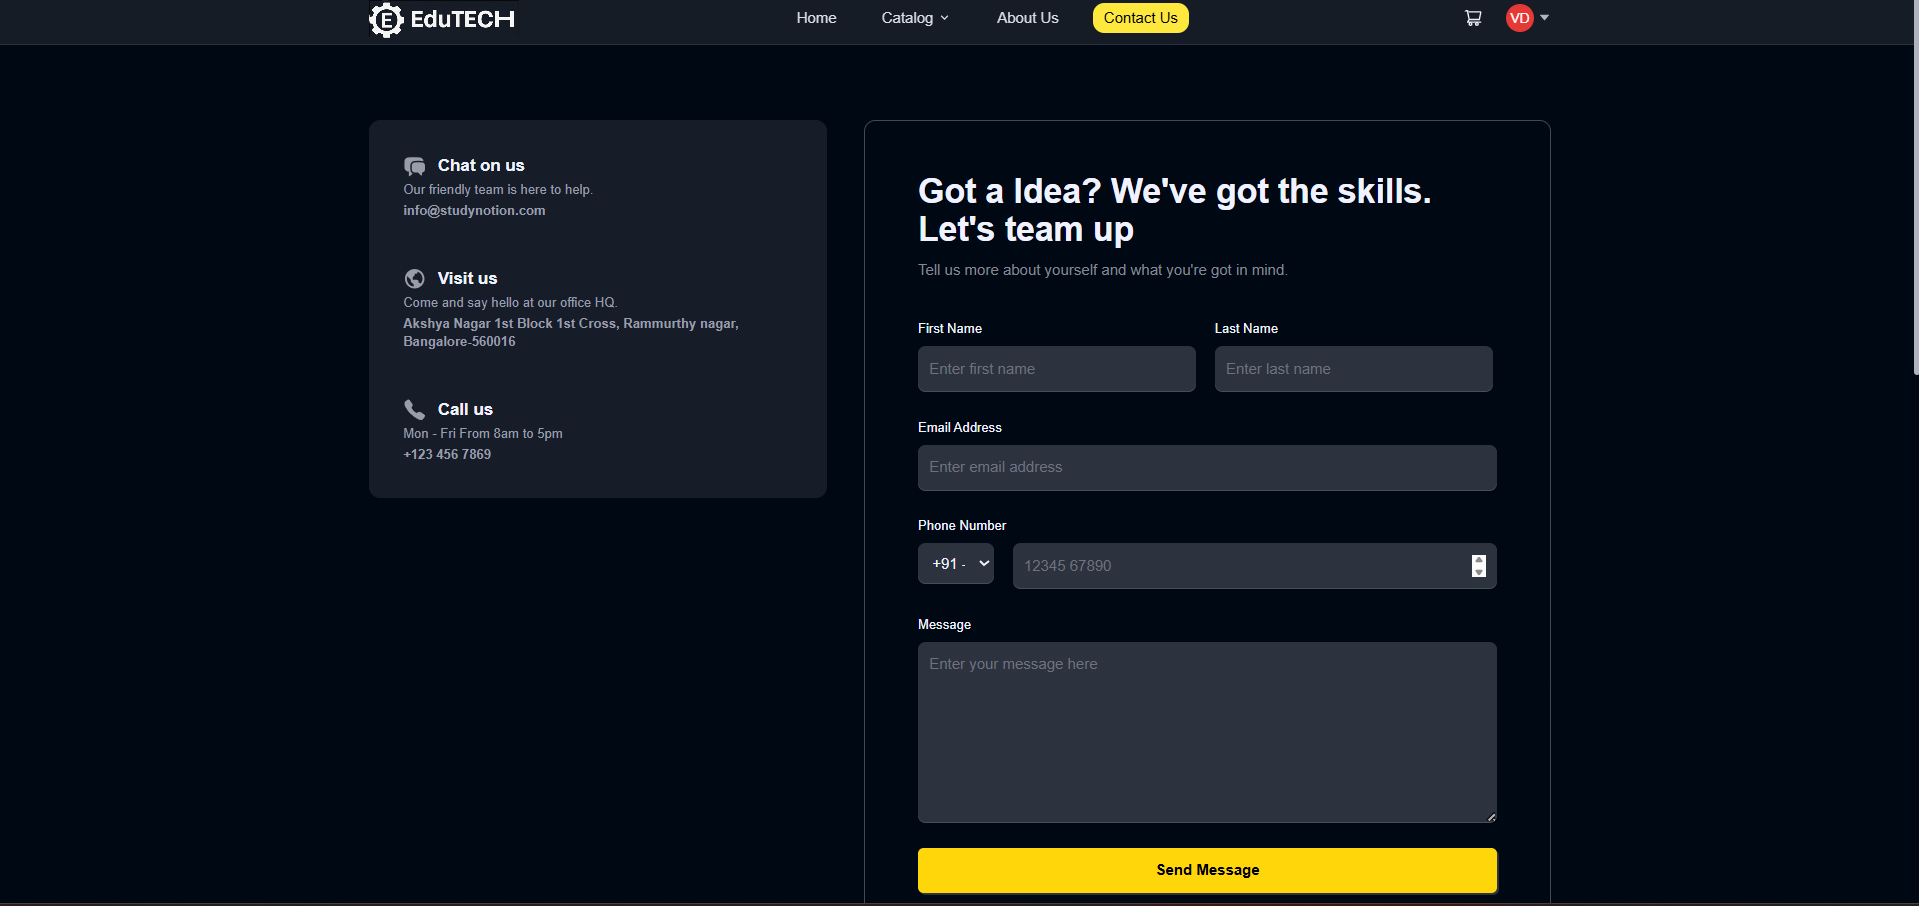 E EduTECH
Home
Catalog
About Us
Contact Us
VD
Chat on us
Our friendly team is here to help.
info@studynotion.com
Visit us
Come and say hello at our office HQ.
Akshya Nagar 1st Block 1st Cross, Rammurthy nagar,
Bangalore-560016
Call us
Mon - Fri From 8am to 5pm
+123 456 7869
Got a Idea? We've got the skills.
Let's team up
Tell us more about yourself and what you're got in mind.
First Name
Last Name
Enter first name
Enter last name
Email Address
Enter email address
Phone Number
+91 -
12345 67890
Message
Enter your message here
Send Message